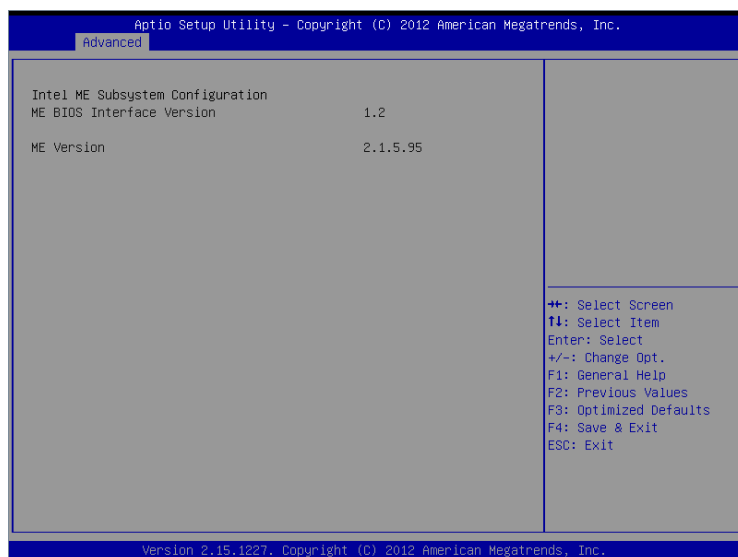 Aptio Setup Utility – Copyright (C) 2012 American Megatrends, Inc.
Advanced
Intel ME Subsystem Configuration
ME BIOS Interface Version 1.2
ME Version 2.1.5.95
→←: Select Screen
↑↓: Select Item
Enter: Select
+/-: Change Opt.
F1: General Help
F2: Previous Values
F3: Optimized Defaults
F4: Save & Exit
ESC: Exit
Version 2.15.1227. Copyright (C) 2012 American Megatrends, Inc.